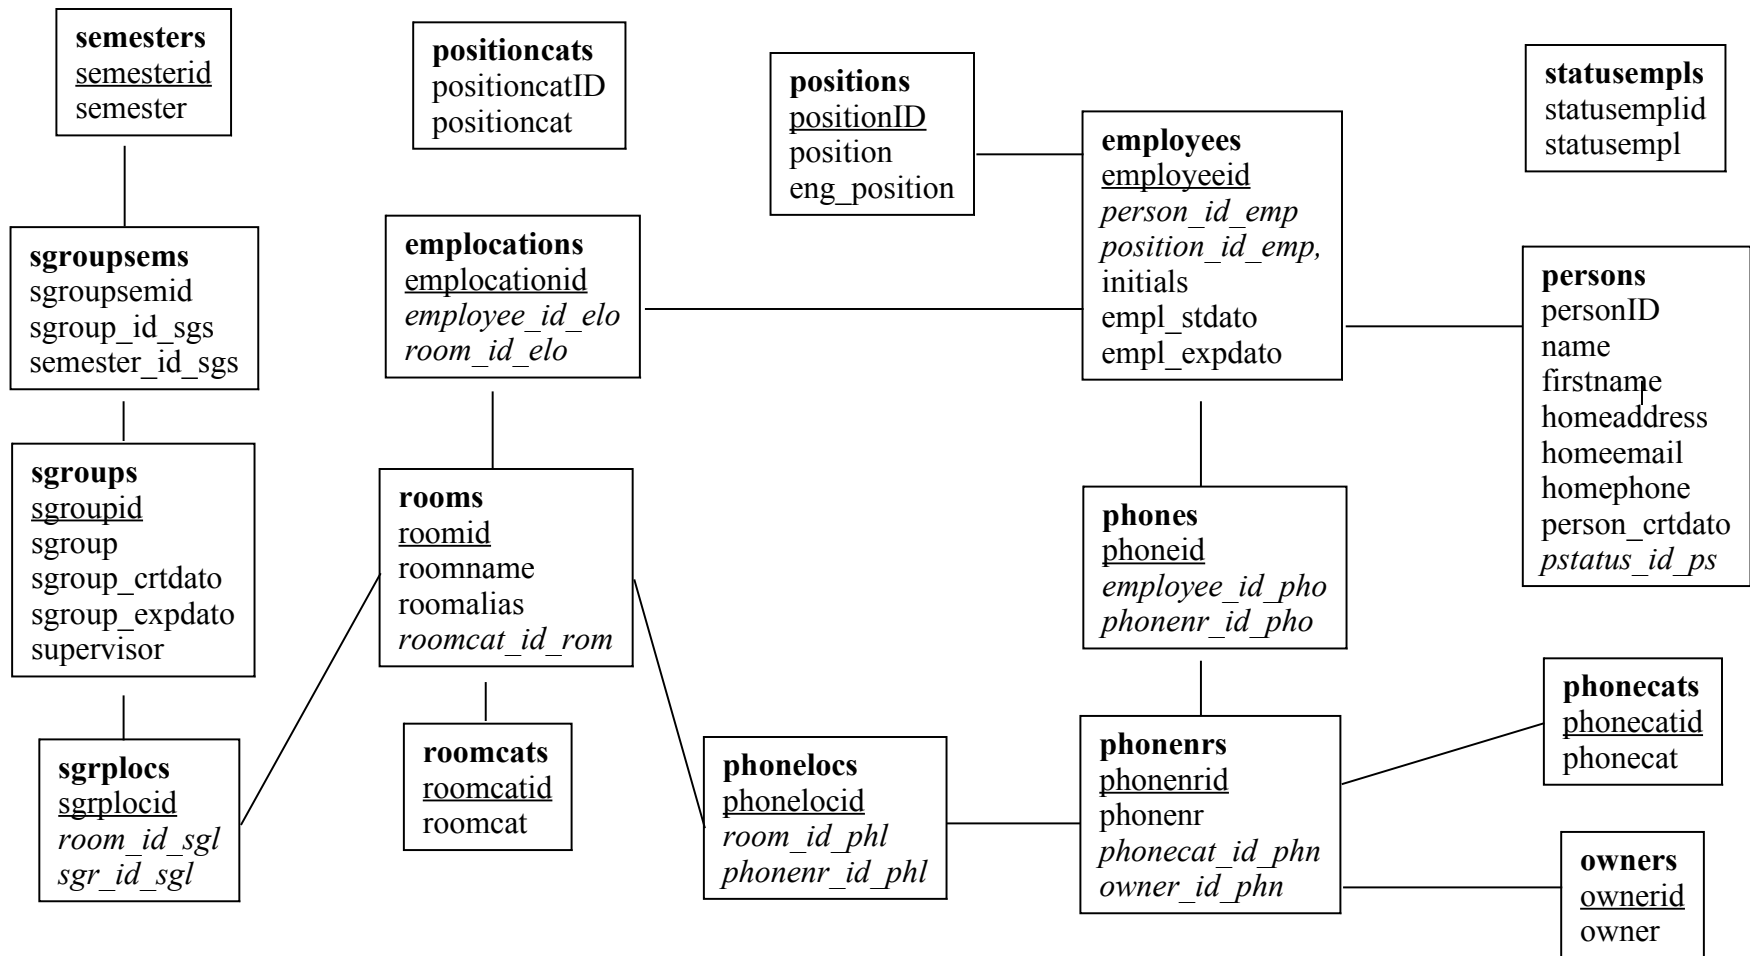 semesters
semesterid
semester
positioncats
positioncatID
positioncat
positions
positionID
position
eng_position
employees
employeeid
person_id_emp
position_id_emp,
initials
empl_stdato
empl_expdato
statusempls
statusemplid
statusempl
sgroupsems
sgroupsemid
sgroup_id_sgs
semester_id_sgs
emplocations
emplocationid
employee_id_elo
room_id_elo
persons
personID
name
firstname
homeaddress
homeemail
homephone
person_crtdato
pstatus_id_ps
sgroups
sgroupid
sgroup
sgroup_crtdato
sgroup_expdato
supervisor
rooms
roomid
roomname
roomalias
roomcat_id_rom
phones
phoneid
employee_id_pho
phonenr_id_pho
sgrplocs
sgrplocid
room_id_sgl
sgr_id_sgl
roomcats
roomcatid
roomcat
phonelocs
phonelocid
room_id_phl
phonenr_id_phl
phonenrs
phonenrid
phonenr
phonecat_id_phn
owner_id_phn
phonecats
phonecatid
phonecat
owners
ownerid
owner